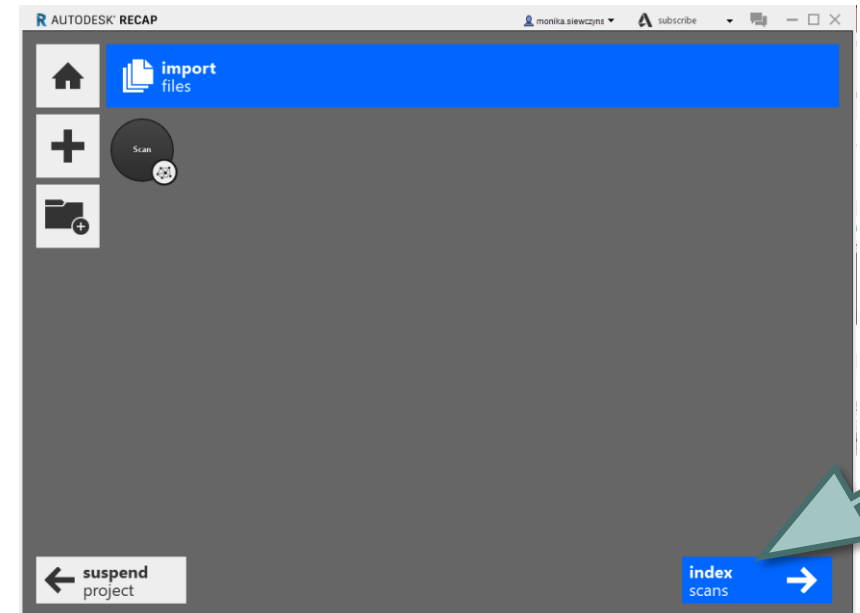 R AUTODESK® RECAP
monika.siewczyns
subscribe
import
files
Scan
suspend
project
index
scans